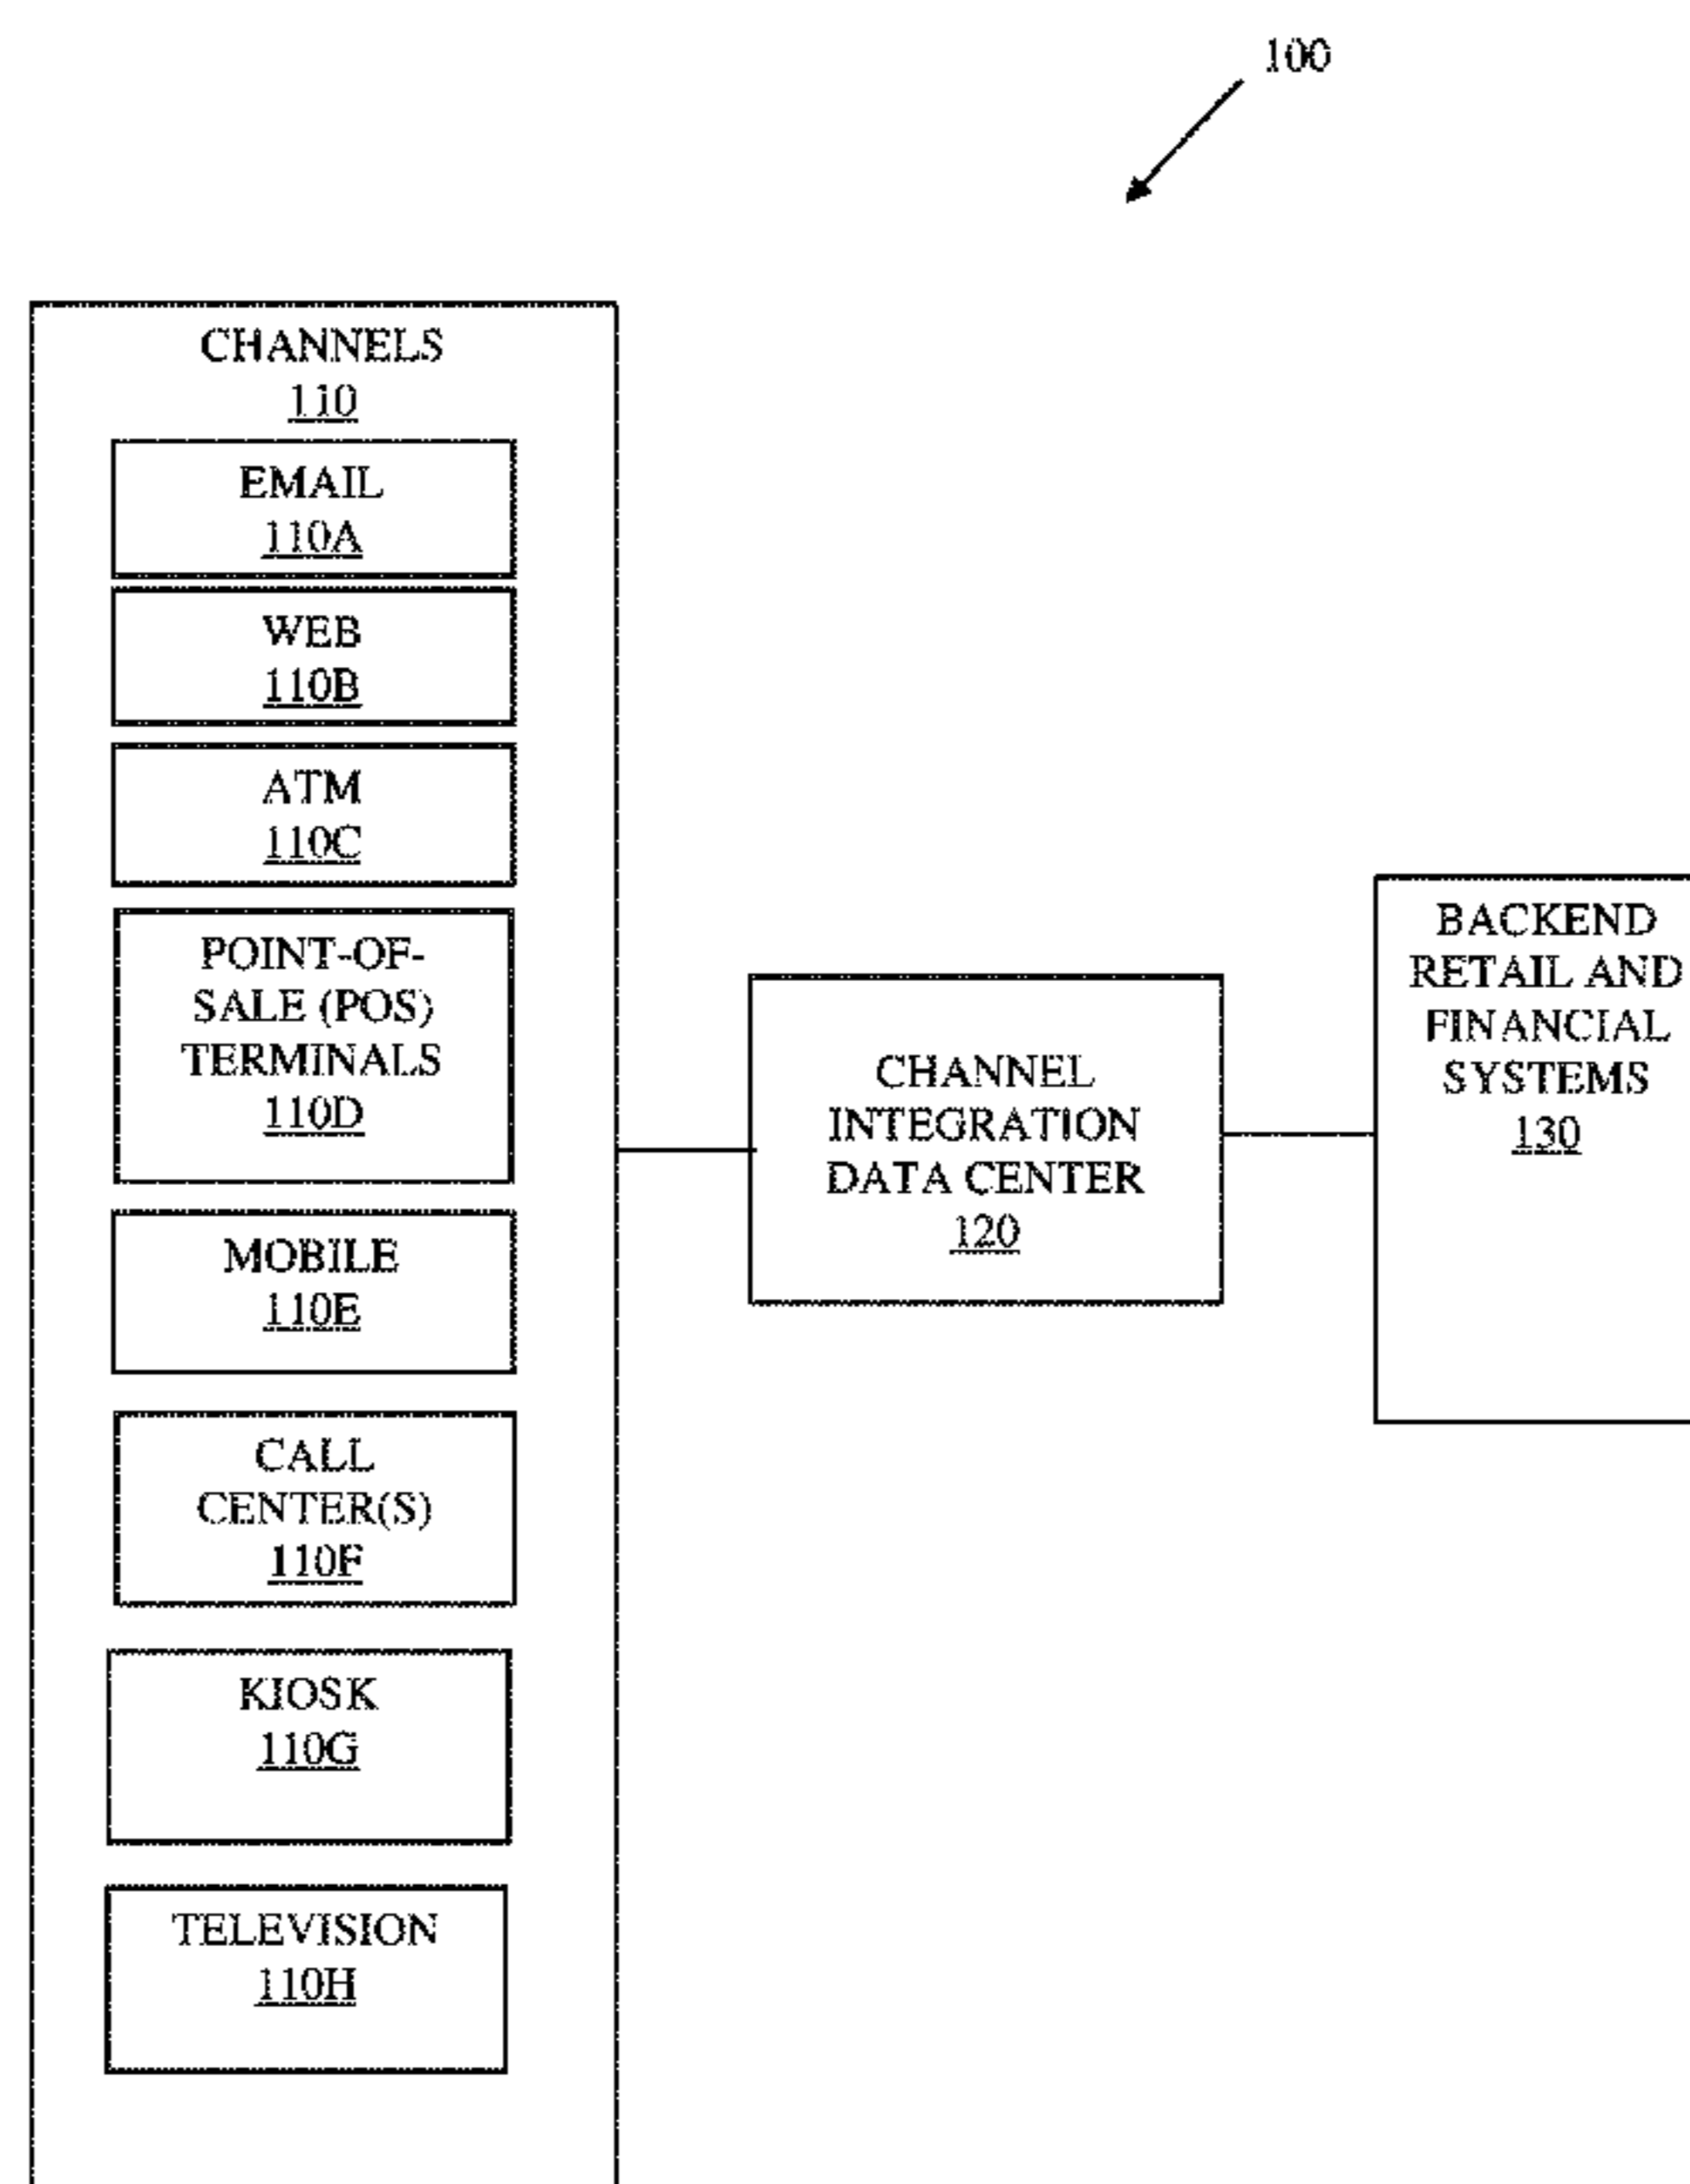 100
CHANNELS
110
EMAIL
110A
WEB
110B
ATM
110C
POINT-OF-
SALE (POS)
TERMINALS
110D
MOBILE
110E
CALL
CENTER(S)
110F
KIOSK
110G
TELEVISION
110H
CHANNEL
INTEGRATION
DATA CENTER
120
BACKEND
RETAIL AND
FINANCIAL
SYSTEMS
130